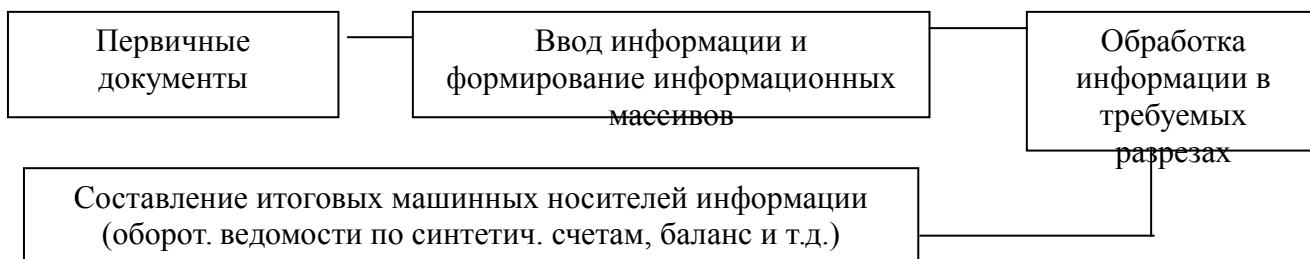 Первичные
документы
Ввод информации и
формирование информационных
массивов
Обработка
информации в
требуемых
разрезах
Составление итоговых машинных носителей информации
(оборот. ведомости по синтетич. счетам, баланс и т.д.)